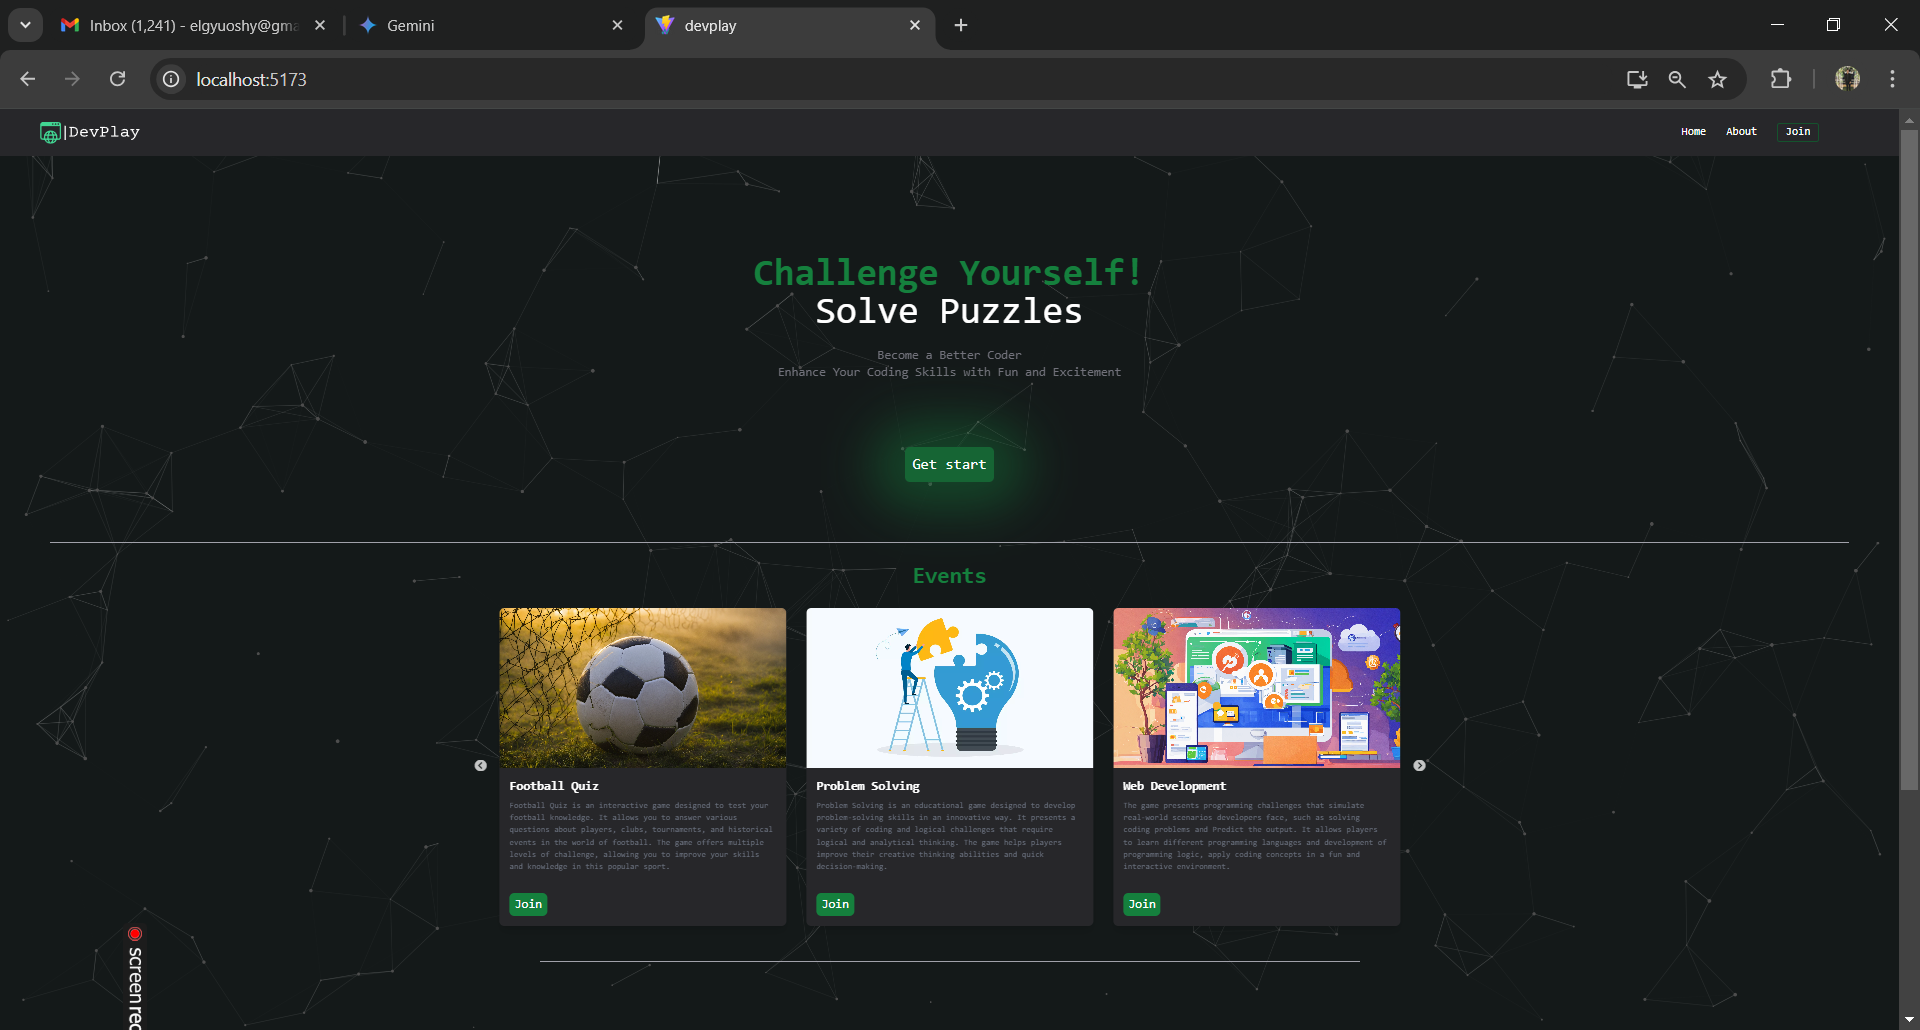 Inbox (1,241) - elgyuoshy@gma
Gemini
devplay
localhost:5173
|DevPlay
Home
About
Join
Challenge Yourself!
Solve Puzzles
Become a Better Coder
Enhance Your Coding Skills with Fun and Excitement
Get start
Events
Football Quiz
Football Quiz is an interactive game designed to test your
football knowledge. It allows you to answer various
questions about players, clubs, tournaments, and historical
events in the world of football. The game offers multiple
levels of challenge, allowing you to improve your skills
and knowledge in this popular sport.
Join
Problem Solving
Problem Solving is an educational game designed to develop
problem-solving skills in an innovative way. It presents a
variety of coding and logical challenges that require
logical and analytical thinking. The game helps players
improve their creative thinking abilities and quick
decision-making.
Join
Web Development
The game presents programming challenges that simulate
real-world scenarios developers face, such as solving
coding problems and Predict the output. It allows players
to learn different programming languages and development of
programming logic, apply coding concepts in a fun and
interactive environment.
Join
screen rec